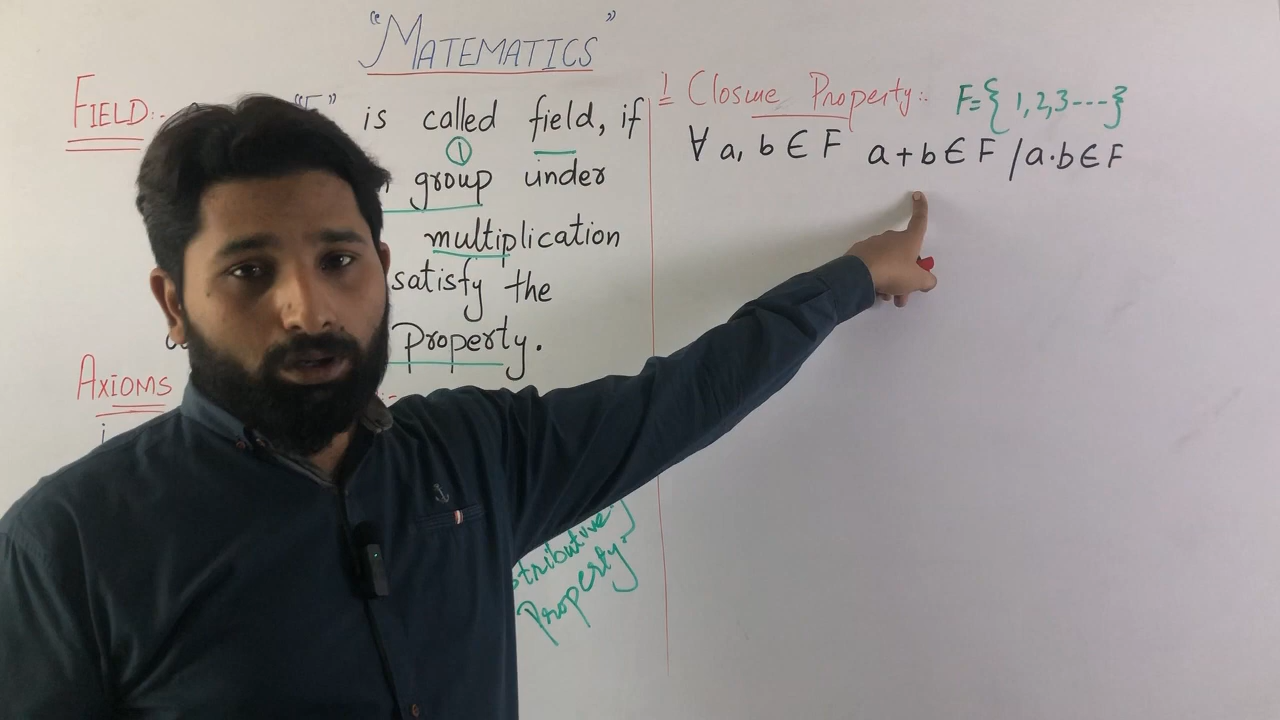 “MATEMATICS”
FIELD:-
is called field, if
①
group under
multiplication
satisfy the
Property.
AXIOMS
i
Property
1 Closure Property:-
F={1,2,3---}
∀ a, b ∈ F a+b ∈ F / a·b ∈ F